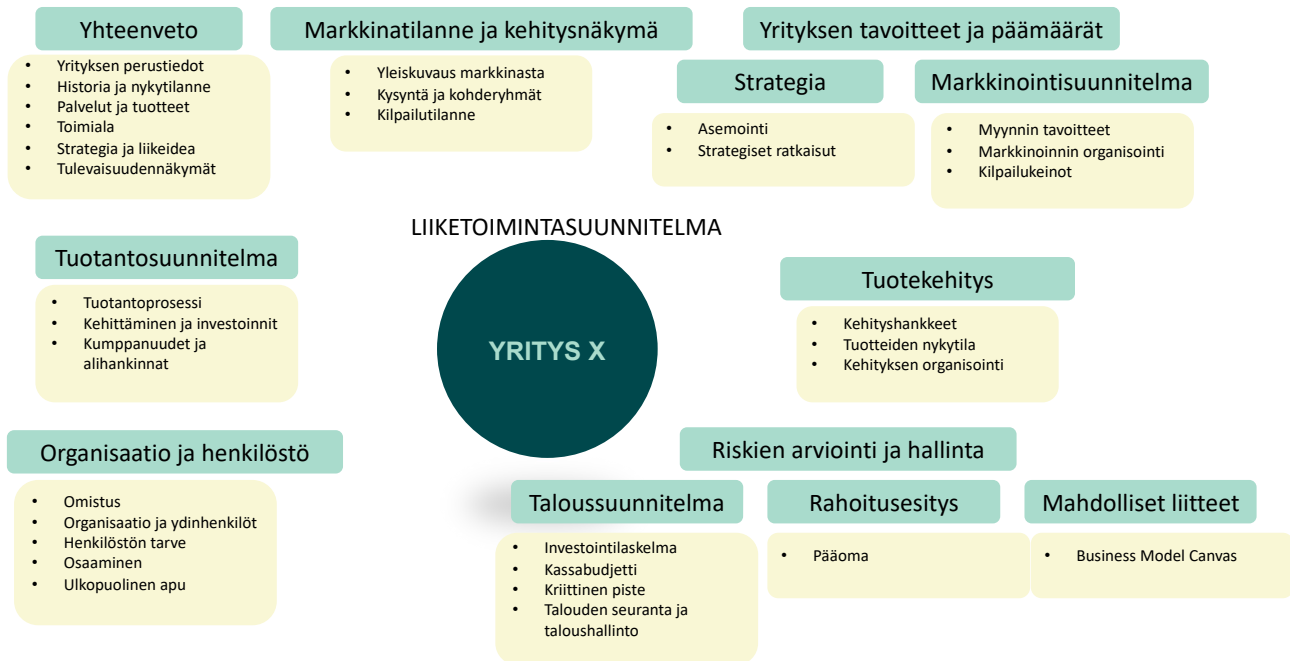 Yhteenveto
• Yrityksen perustiedot
• Historia ja nykytilanne
• Palvelut ja tuotteet
• Toimiala
• Strategia ja liikeidea
• Tulevaisuudennäkymät
Markkinatilanne ja kehitysnäkymä
• Yleiskuvaus markkinasta
• Kysyntä ja kohderyhmät
• Kilpailutilanne
Yrityksen tavoitteet ja päämäärät
Strategia
• Asemointi
• Strategiset ratkaisut
Markkinointisuunnitelma
• Myynnin tavoitteet
• Markkinoinnin organisointi
• Kilpailukeinot
LIIKETOIMINTASUUNNITELMA
YRITYS X
Tuotantosuunnitelma
• Tuotantoprosessi
• Kehittäminen ja investoinnit
• Kumppanuudet ja
alihankinnat
Tuotekehitys
• Kehityshankkeet
• Tuotteiden nykytila
• Kehityksen organisointi
Organisaatio ja henkilöstö
• Omistus
• Organisaatio ja ydinhenkilöt
• Henkilöstön tarve
• Osaaminen
• Ulkopuolinen apu
Riskien arviointi ja hallinta
Taloussuunnitelma
• Investointilaskelma
• Kassabudjetti
• Kriittinen piste
• Talouden seuranta ja
taloushallinto
Rahoitusesitys
• Pääoma
Mahdolliset liitteet
• Business Model Canvas